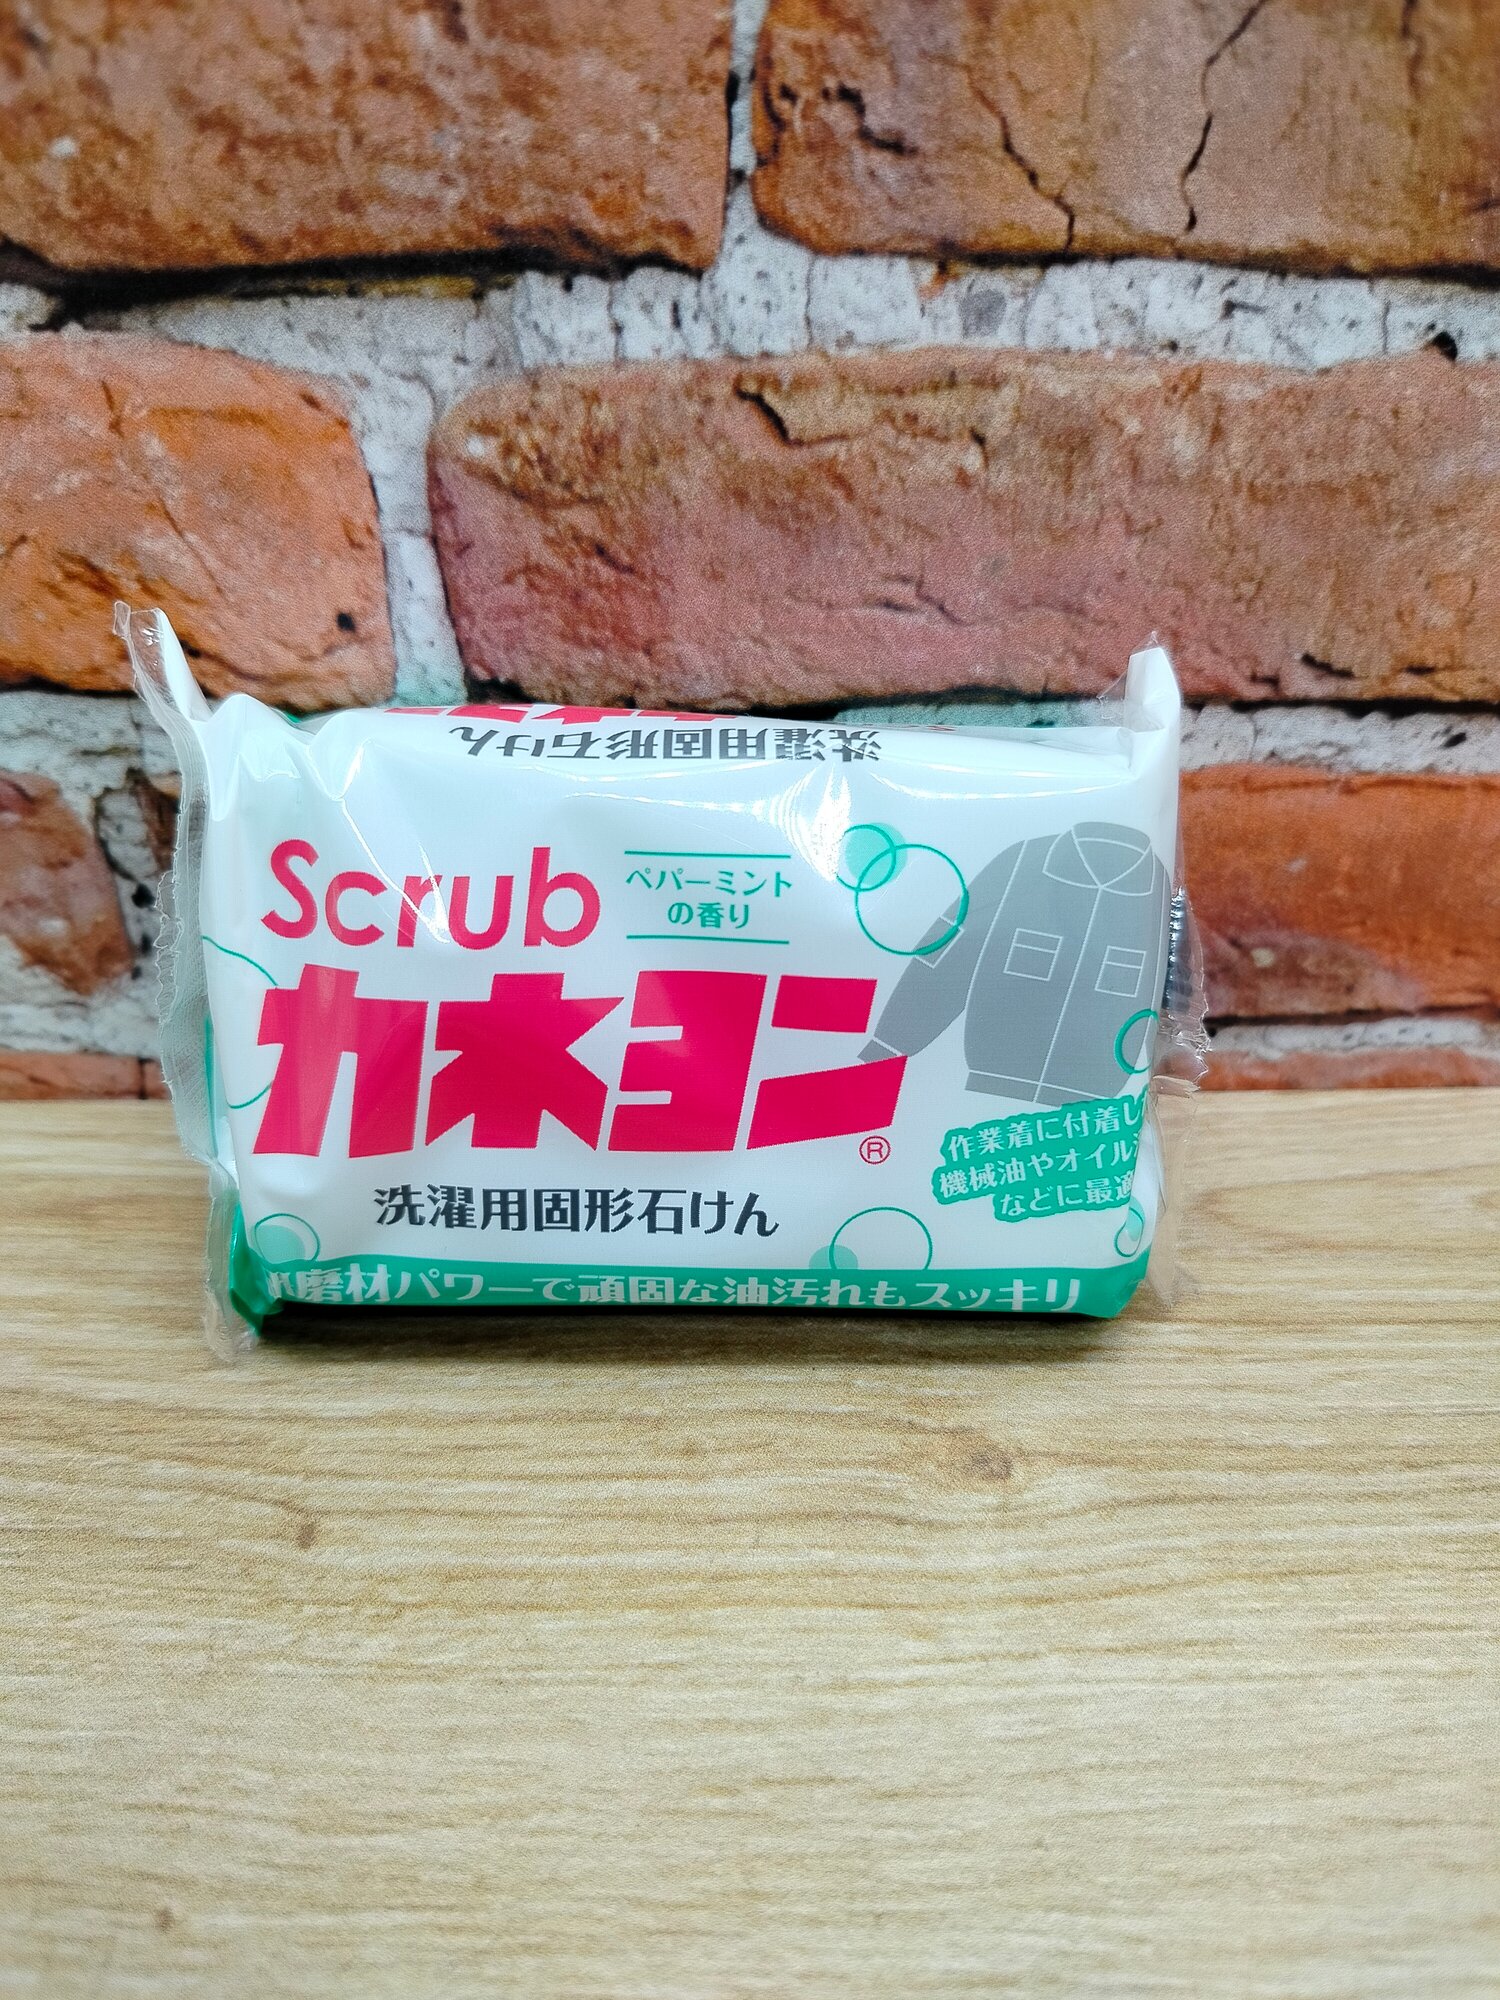 洗濯用固形石けん
Scrub
ペパーミント
の香り
カネヨン®
作業着に付着し
機械油やオイル
などに最適
洗濯用固形石けん
磨材パワーで頑固な油汚れもスッキリ